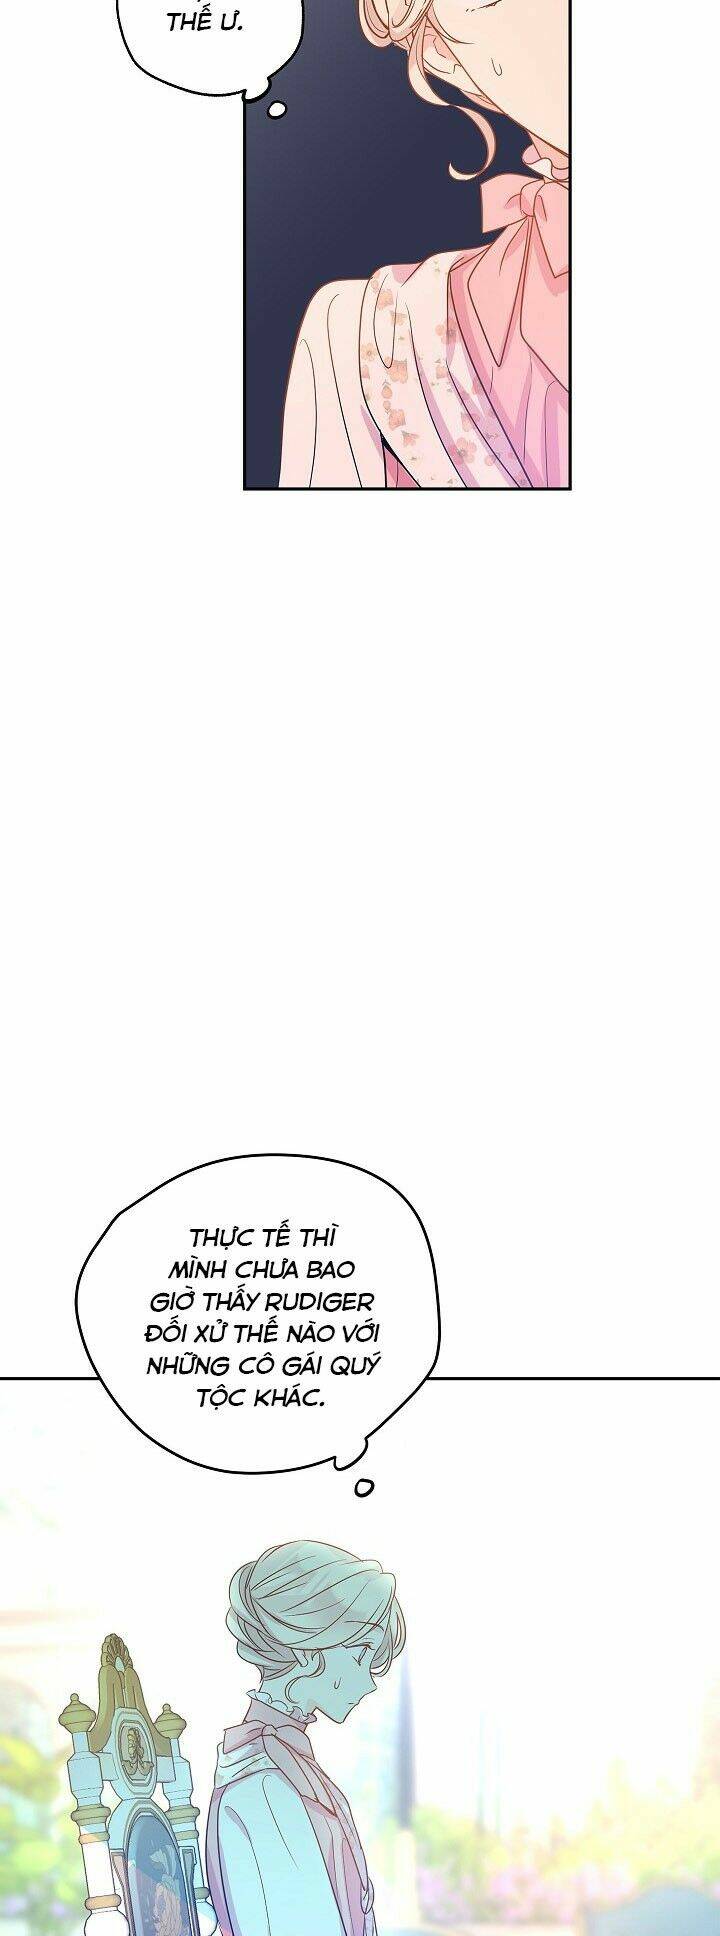 THẾ Ư.
THỰC TẾ THÌ
MÌNH CHƯA BAO
GIỜ THẤY RUDIGER
ĐỐI XỬ THẾ NÀO VỚI
NHỮNG CÔ GÁI QUÝ
TỘC KHÁC.